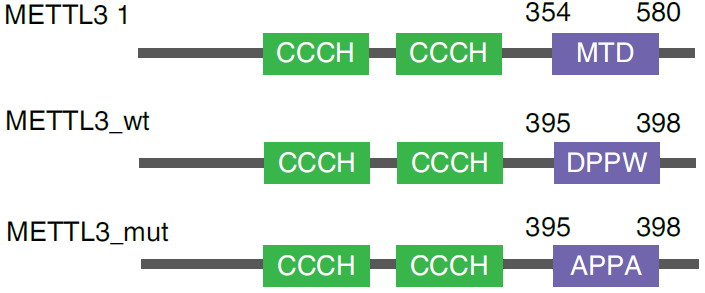 METTL3 1
354 580
CCCH CCCH MTD
METTL3_wt
395 398
CCCH CCCH DPPW
METTL3_mut
395 398
CCCH CCCH APPA